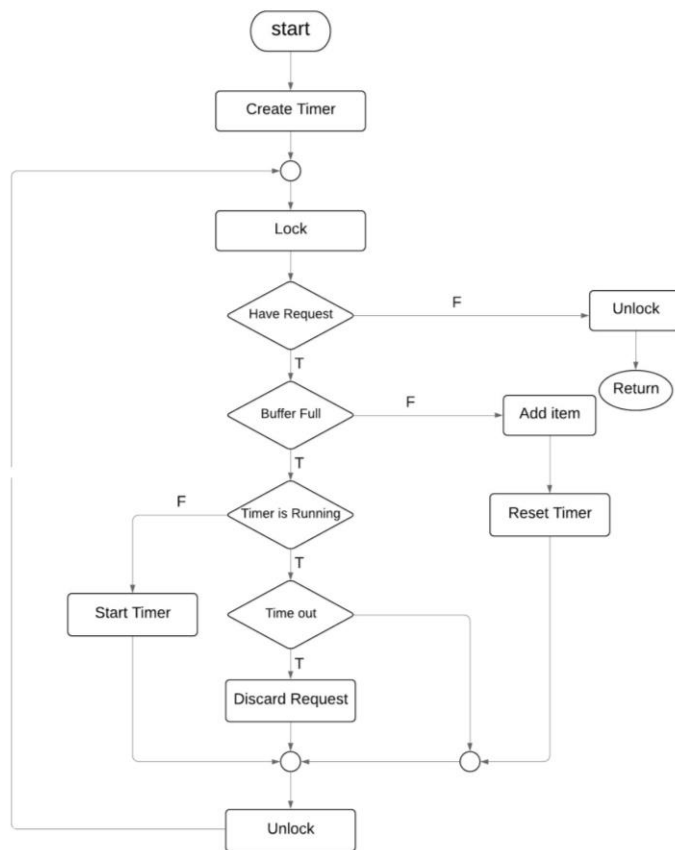 start
Create Timer
Lock
Have Request
F
Unlock
T
Return
Buffer Full
F
Add item
T
F
Timer is Running
Reset Timer
T
Start Timer
Time out
T
Discard Request
Unlock